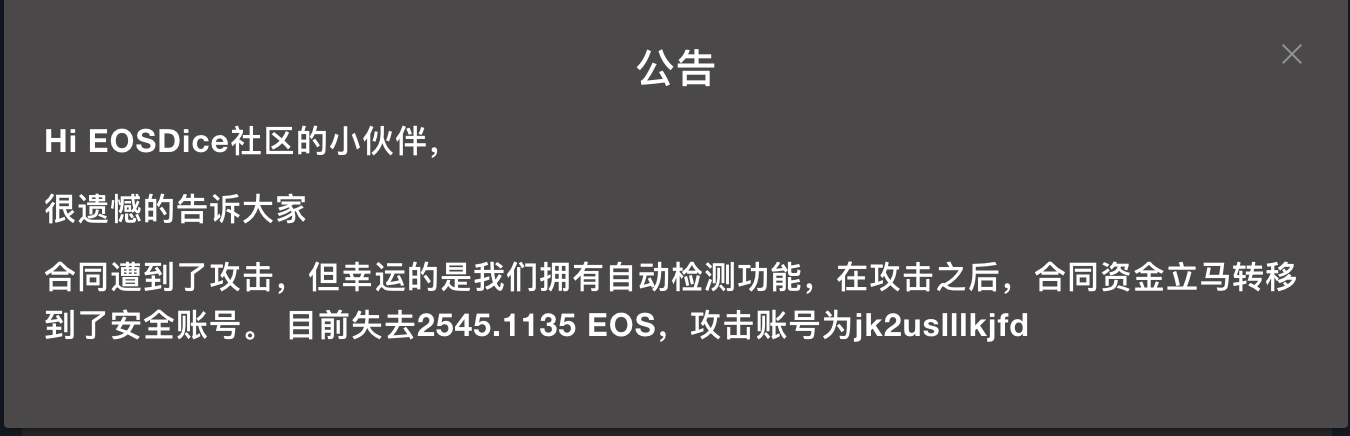 公告
Hi EOSDice社区的小伙伴，
很遗憾的告诉大家
合同遭到了攻击，但幸运的是我们拥有自动检测功能，在攻击之后，合同资金立马转移
到了安全账号。 目前失去2545.1135 EOS，攻击账号为jk2uslllkjfd